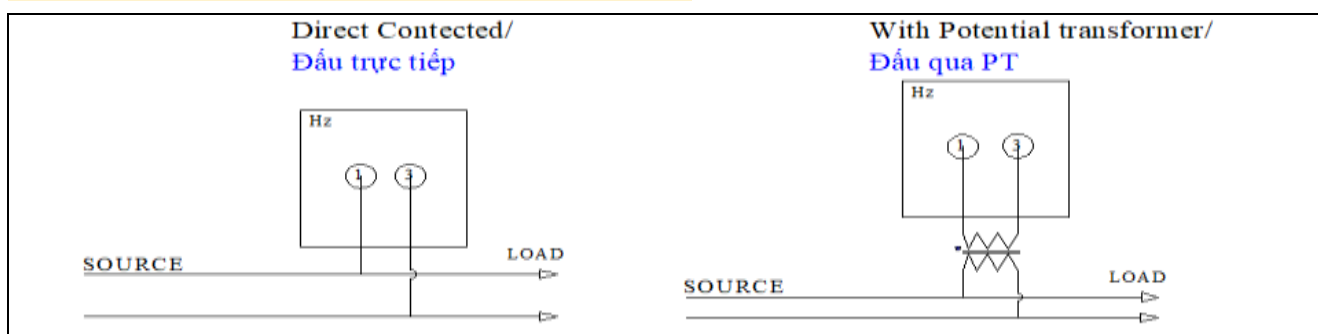 Direct Contected/
Đấu trực tiếp
Hz
1 3
SOURCE
LOAD
With Potential transformer/
Đấu qua PT
Hz
1 3
SOURCE
LOAD